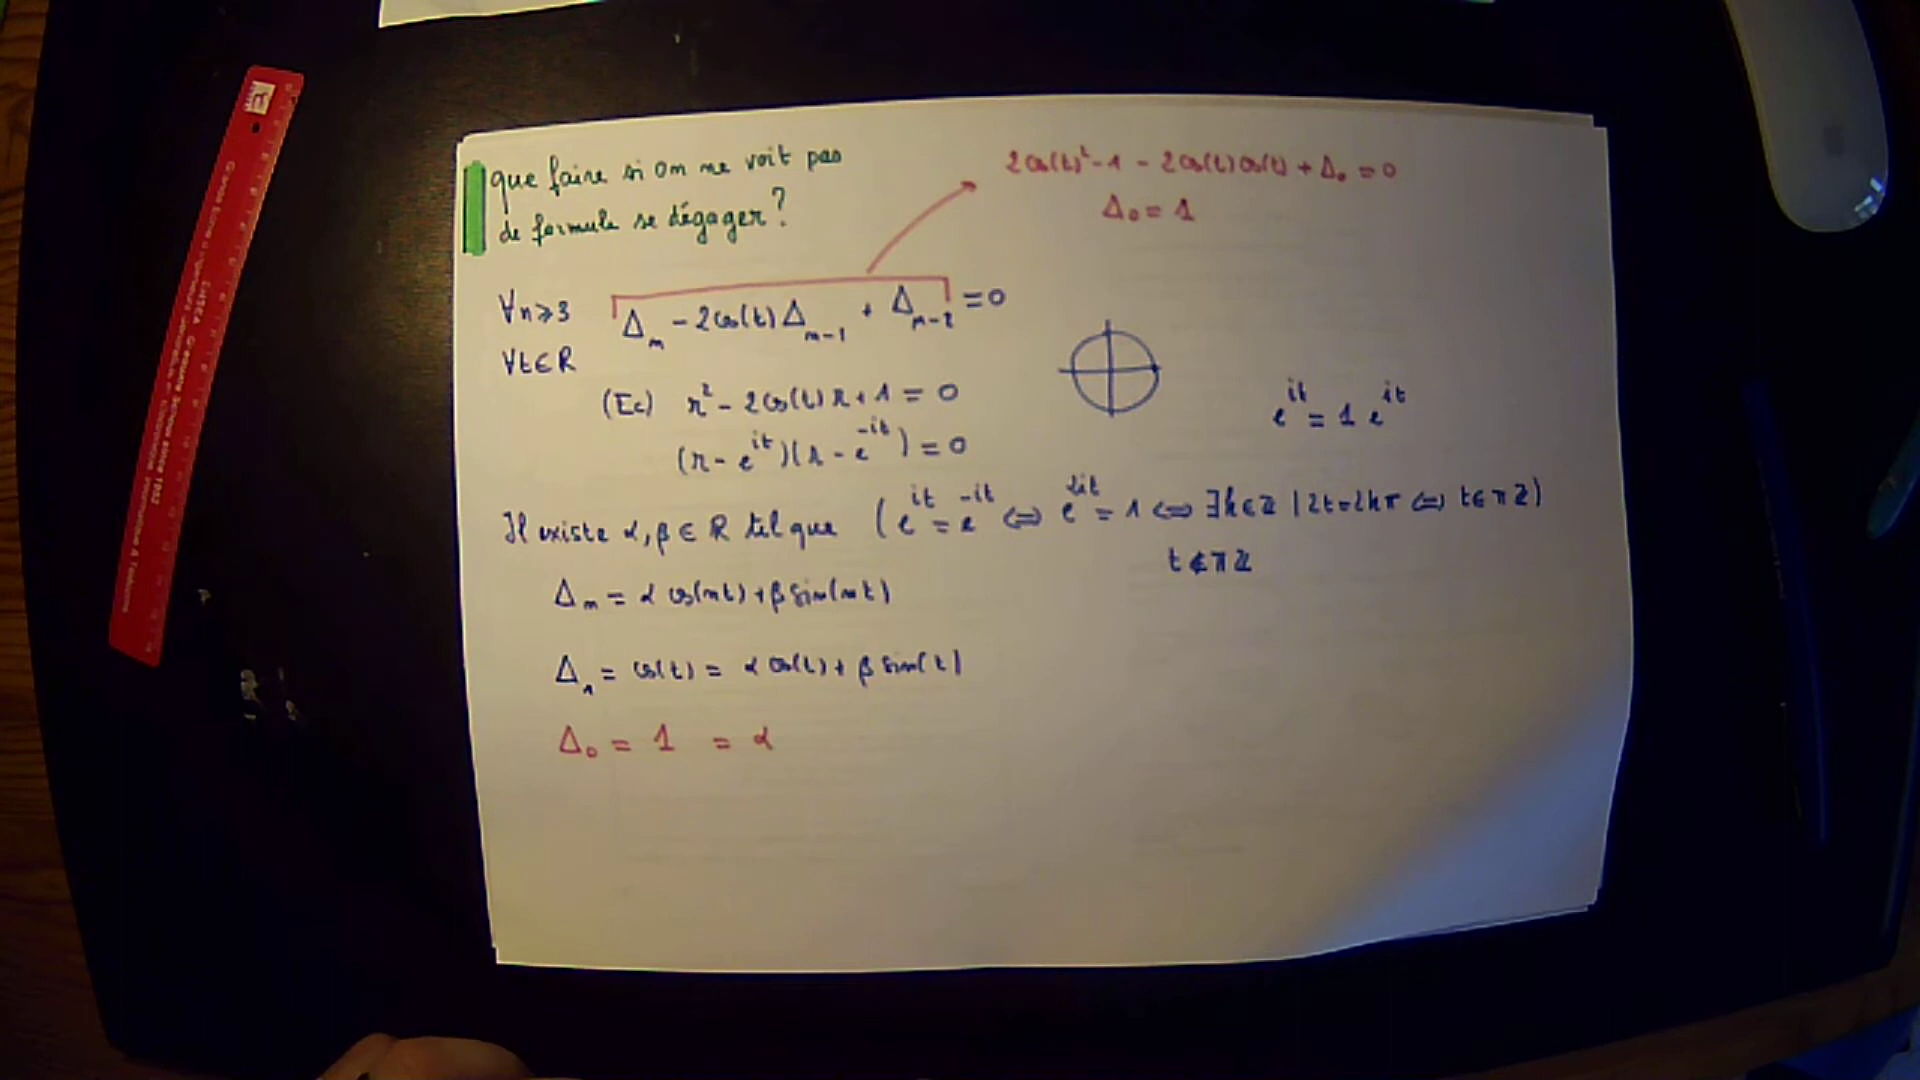 que faire si on ne voit pas
de formule se dégager ?
2cos(t)² - 1 - 2cos(t)cos(t) + Δ₀ = 0
Δ₀ = 1
∀n⩾3 Δₙ - 2cos(t)Δₙ₋₁ + Δₙ₋₂ = 0
∀t∈R
(Ec) r² - 2cos(t)r + 1 = 0
(r - e^{it})(r - e^{-it}) = 0
e^{it} = 1 e^{it}
Il existe α, β ∈ R tel que (e^{it} = e^{-it} ⇔ e^{2it} = 1 ⇔ ∃k∈Z | 2t = 2kπ ⇔ t∈πZ)
t∉πZ
Δₙ = α cos(nt) + β sin(nt)
Δ₁ = cos(t) = α cos(t) + β sin(t)
Δ₀ = 1 = α